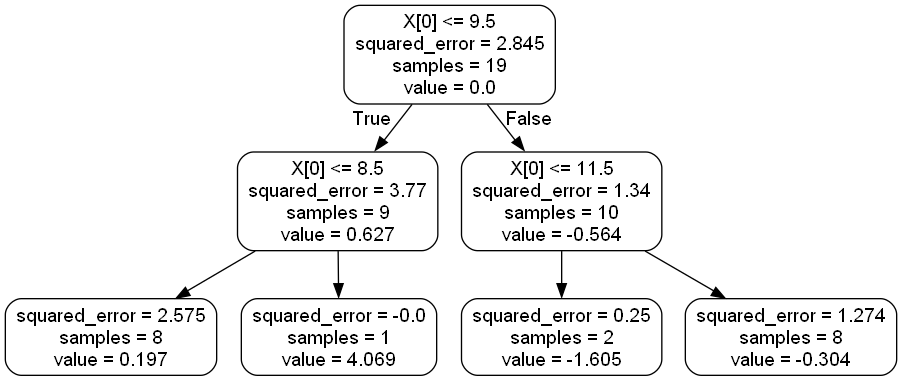 X[0] <= 9.5
squared_error = 2.845
samples = 19
value = 0.0
True
False
X[0] <= 8.5
squared_error = 3.77
samples = 9
value = 0.627
X[0] <= 11.5
squared_error = 1.34
samples = 10
value = -0.564
squared_error = 2.575
samples = 8
value = 0.197
squared_error = -0.0
samples = 1
value = 4.069
squared_error = 0.25
samples = 2
value = -1.605
squared_error = 1.274
samples = 8
value = -0.304